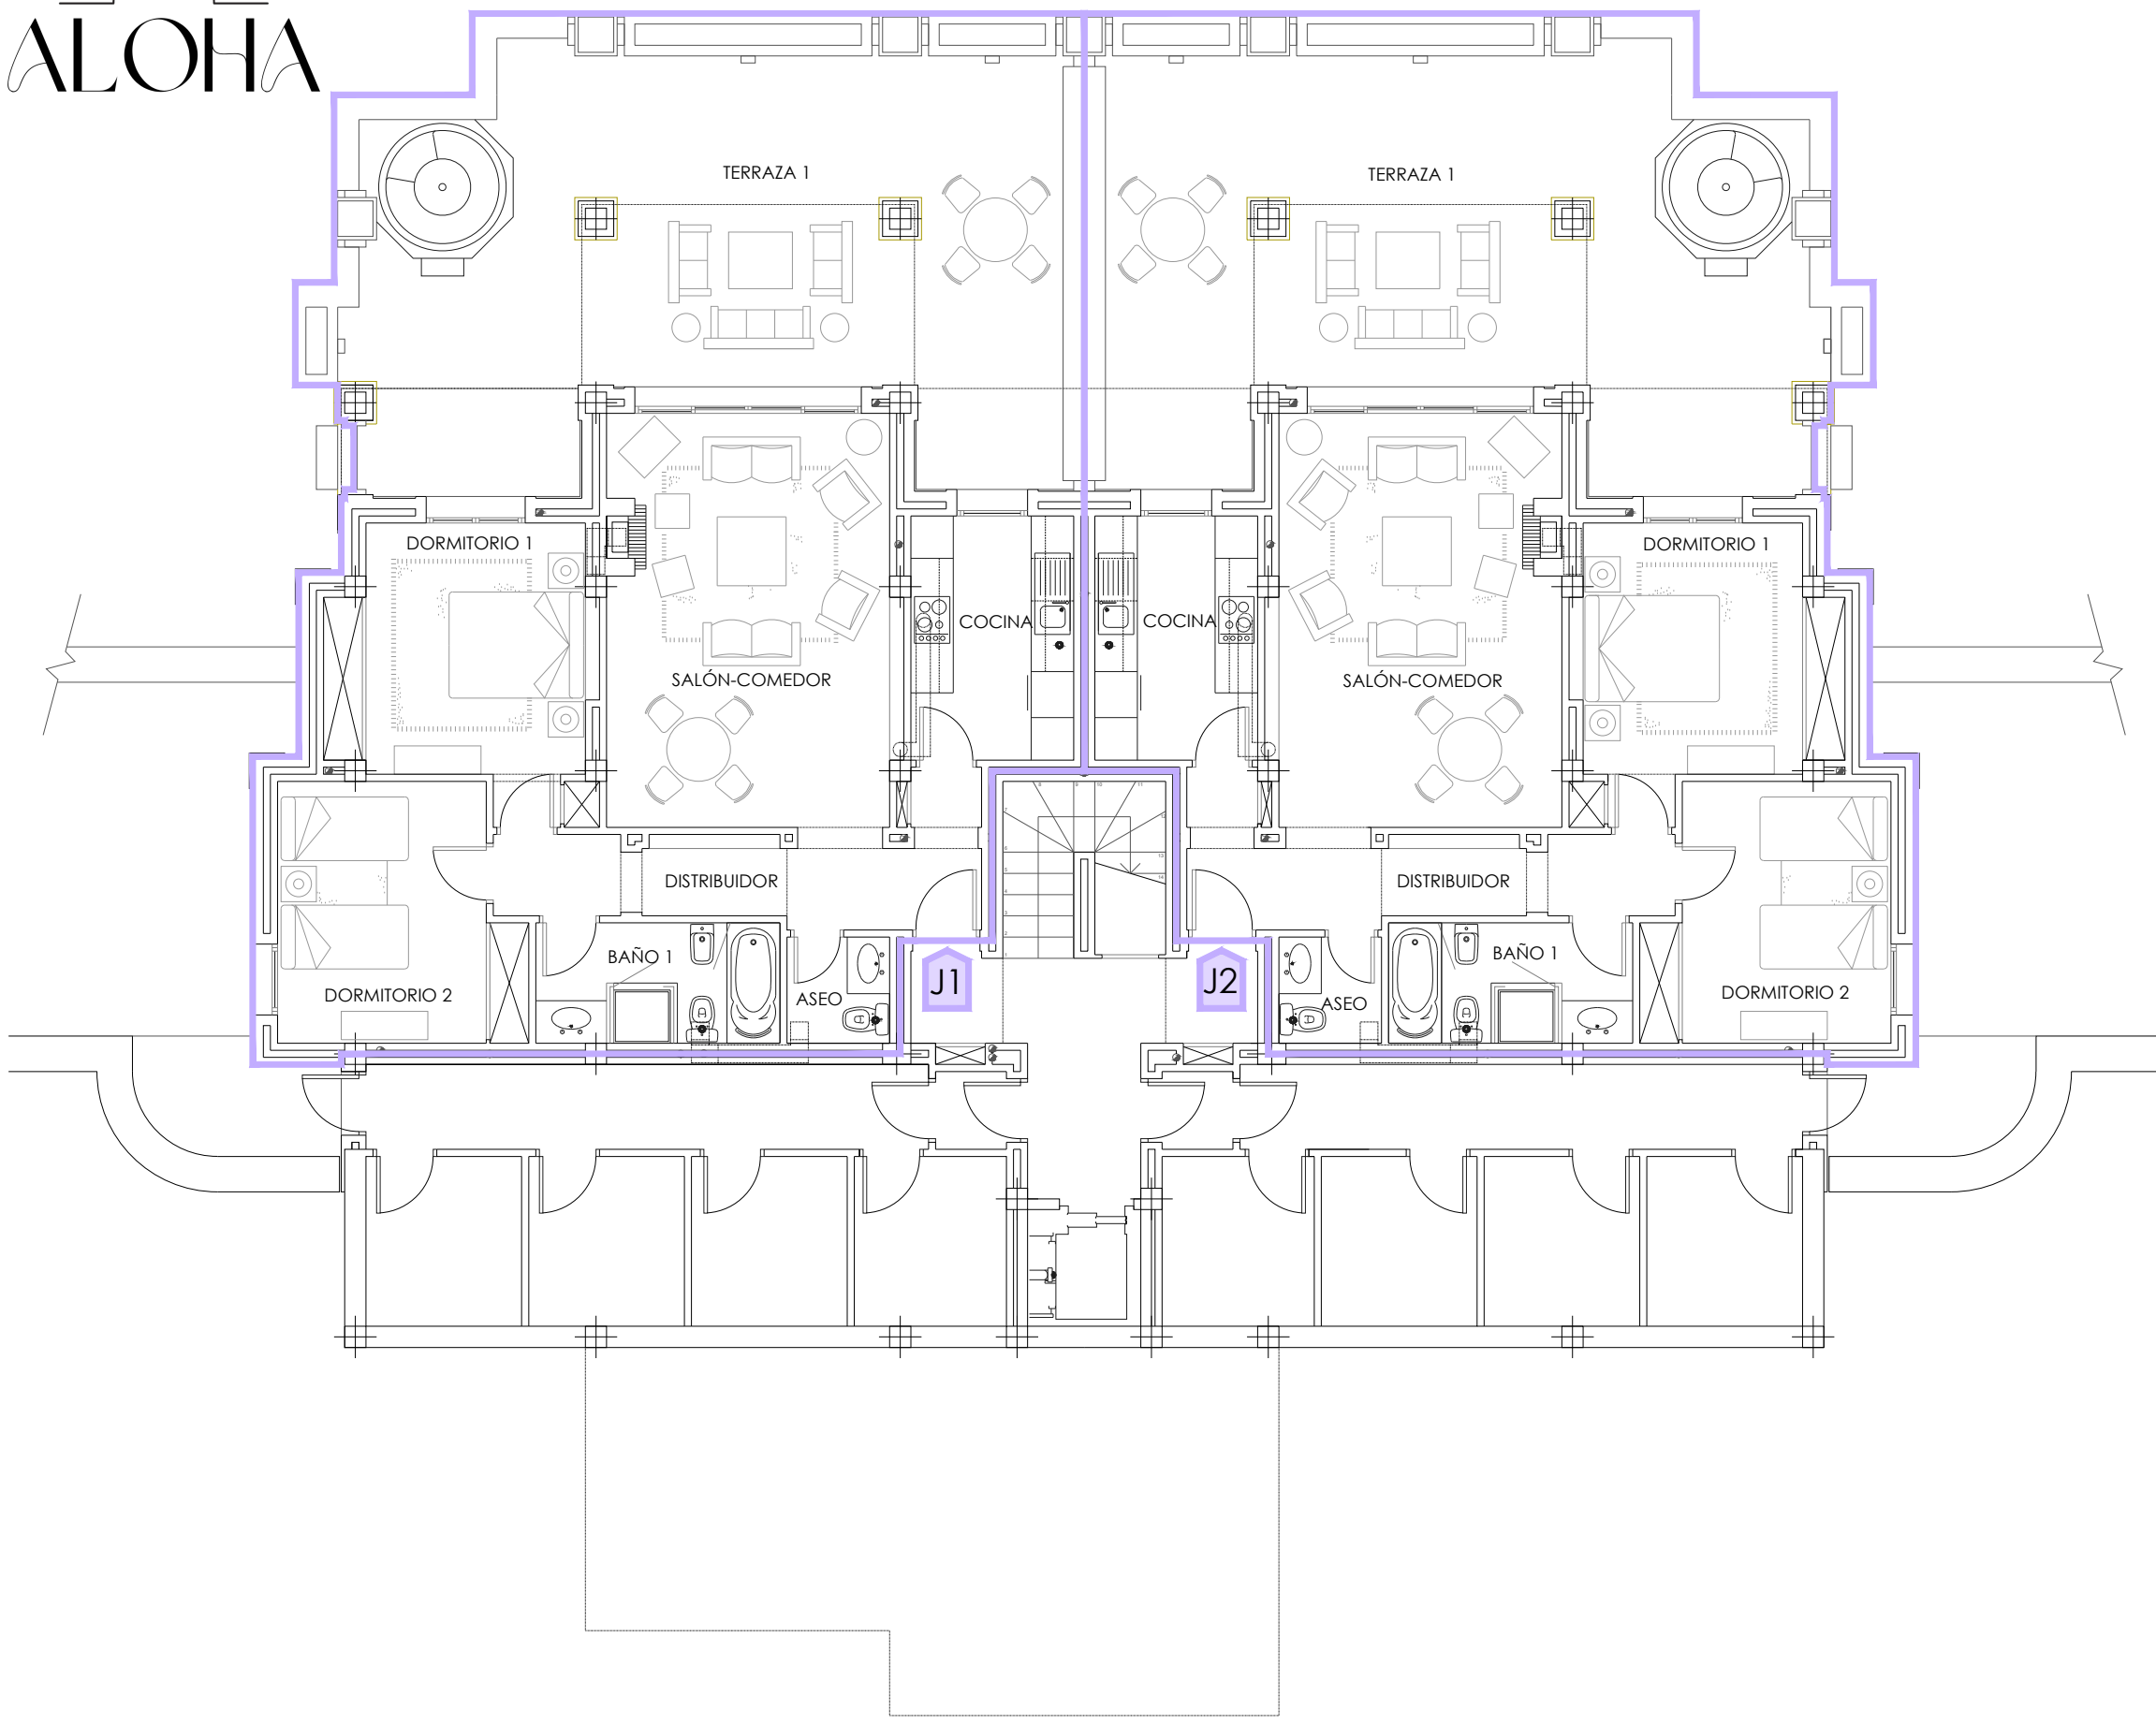 ALOHA
TERRAZA 1
TERRAZA 1
DORMITORIO 1
DORMITORIO 1
COCINA
COCINA
SALÓN-COMEDOR
SALÓN-COMEDOR
DISTRIBUIDOR
DISTRIBUIDOR
BAÑO 1
BAÑO 1
J1
J2
DORMITORIO 2
ASEO
ASEO
DORMITORIO 2